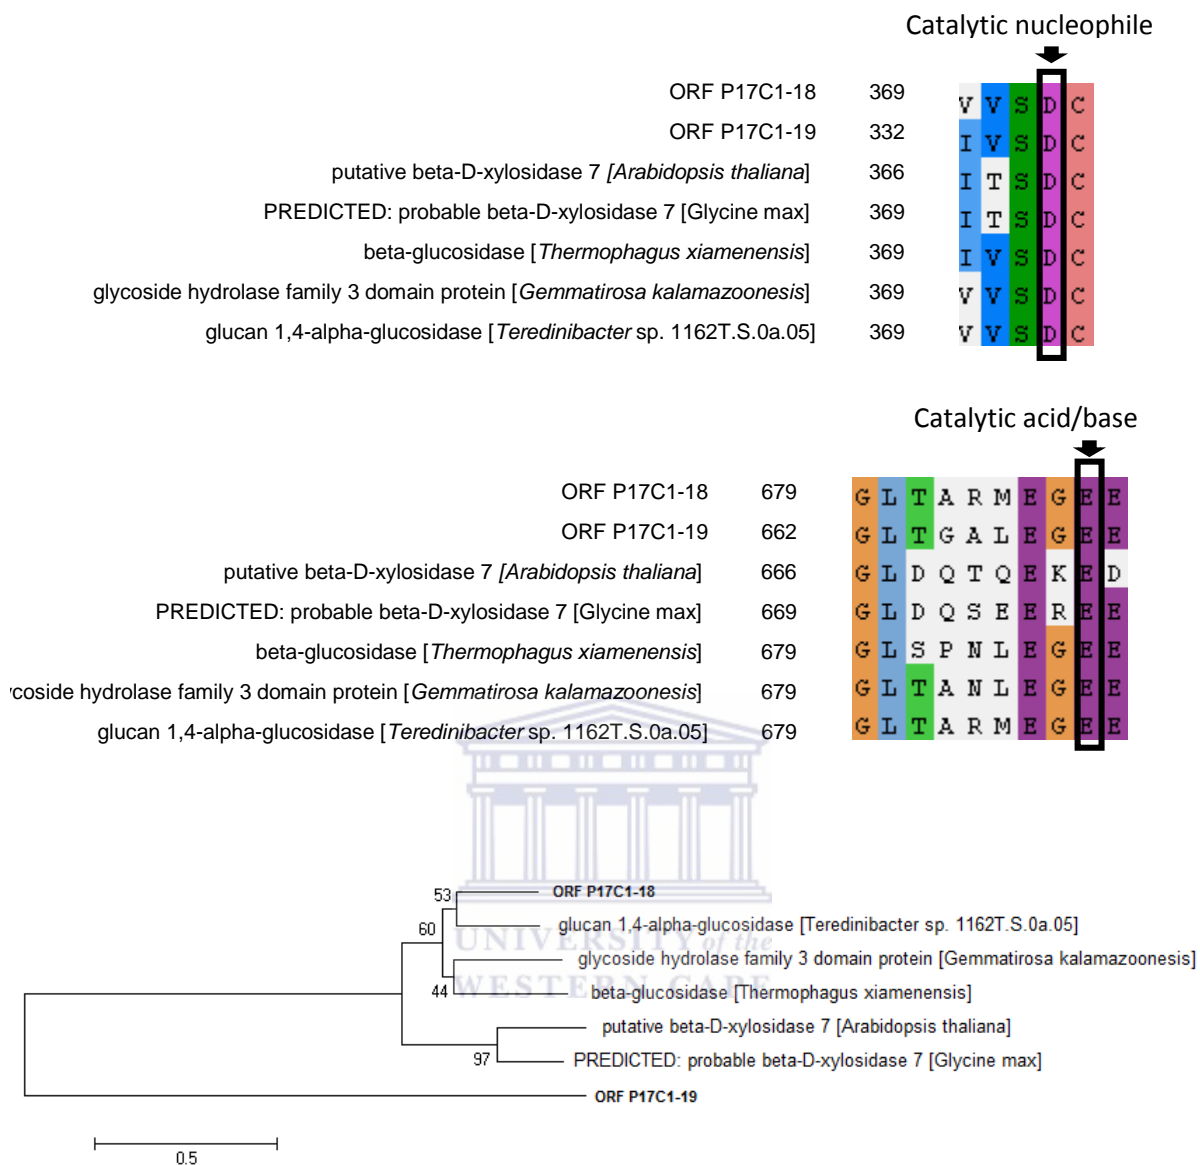 Catalytic nucleophile
ORF P17C1-18 369 V V S D C
ORF P17C1-19 332 I V S D C
putative beta-D-xylosidase 7 [Arabidopsis thaliana] 366 I T S D C
PREDICTED: probable beta-D-xylosidase 7 [Glycine max] 369 I T S D C
beta-glucosidase [Thermophagus xiamenensis] 369 I V S D C
glycoside hydrolase family 3 domain protein [Gemmatirosa kalamazoonesis] 369 V V S D C
glucan 1,4-alpha-glucosidase [Teredinibacter sp. 1162T.S.0a.05] 369 V V S D C
Catalytic acid/base
ORF P17C1-18 679 G L T A R M E G E E
ORF P17C1-19 662 G L T G A L E G E E
putative beta-D-xylosidase 7 [Arabidopsis thaliana] 666 G L D Q T Q E K E D
PREDICTED: probable beta-D-xylosidase 7 [Glycine max] 669 G L D Q S E E R E E
beta-glucosidase [Thermophagus xiamenensis] 679 G L S P N L E G E E
ycoside hydrolase family 3 domain protein [Gemmatirosa kalamazoonesis] 679 G L T A N L E G E E
glucan 1,4-alpha-glucosidase [Teredinibacter sp. 1162T.S.0a.05] 679 G L T A R M E G E E
53 ORF P17C1-18
glucan 1,4-alpha-glucosidase [Teredinibacter sp. 1162T.S.0a.05]
60
UNIVERSITY of the
glycoside hydrolase family 3 domain protein [Gemmatirosa kalamazoonesis]
WESTERN CAPE
44 beta-glucosidase [Thermophagus xiamenensis]
putative beta-D-xylosidase 7 [Arabidopsis thaliana]
97 PREDICTED: probable beta-D-xylosidase 7 [Glycine max]
ORF P17C1-19
0.5